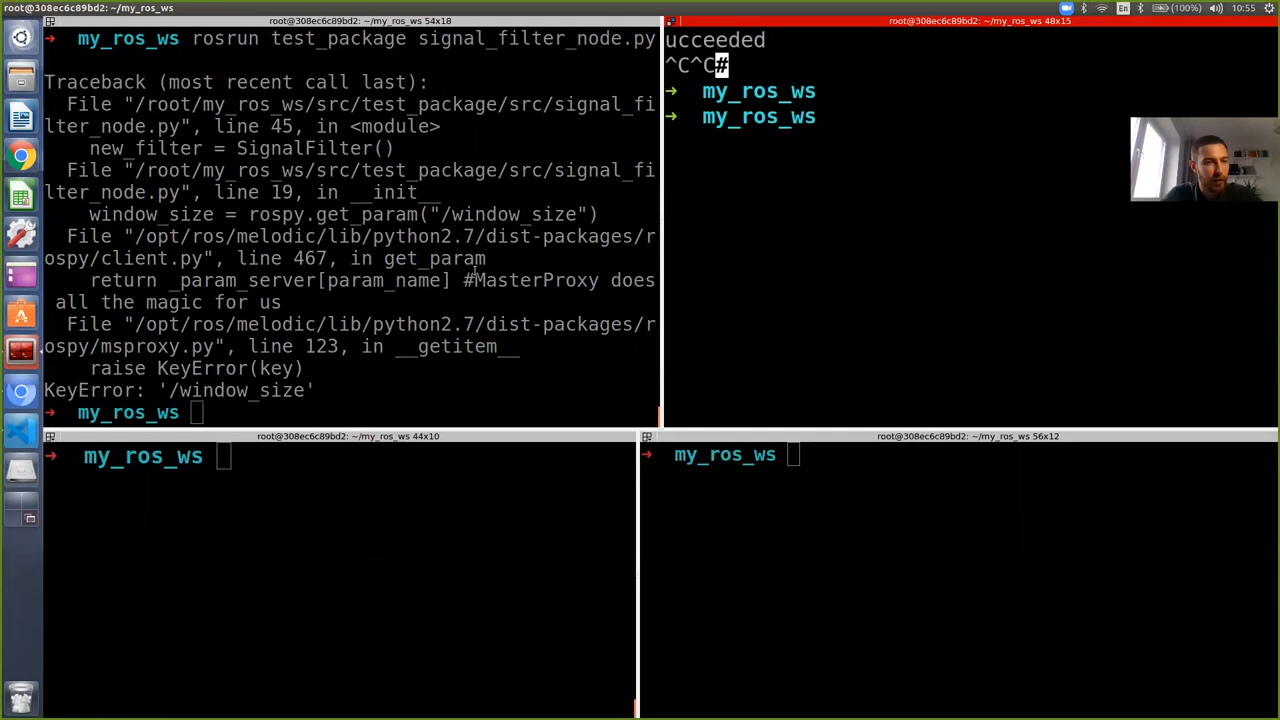 root@308ec6c89bd2: ~/my_ros_ws
En
(100%)
10:55
root@308ec6c89bd2: ~/my_ros_ws 54x18
➜ my_ros_ws rosrun test_package signal_filter_node.py
Traceback (most recent call last):
File "/root/my_ros_ws/src/test_package/src/signal_fi
lter_node.py", line 45, in <module>
new_filter = SignalFilter()
File "/root/my_ros_ws/src/test_package/src/signal_fi
lter_node.py", line 19, in __init__
window_size = rospy.get_param("/window_size")
File "/opt/ros/melodic/lib/python2.7/dist-packages/r
ospy/client.py", line 467, in get_param
return _param_server[param_name] #MasterProxy does
all the magic for us
File "/opt/ros/melodic/lib/python2.7/dist-packages/r
ospy/msproxy.py", line 123, in __getitem__
raise KeyError(key)
KeyError: '/window_size'
➜ my_ros_ws
root@308ec6c89bd2: ~/my_ros_ws 48x15
ucceeded
^C^C#
➜ my_ros_ws
➜ my_ros_ws
root@308ec6c89bd2: ~/my_ros_ws 44x10
➜ my_ros_ws
root@308ec6c89bd2: ~/my_ros_ws 56x12
➜ my_ros_ws